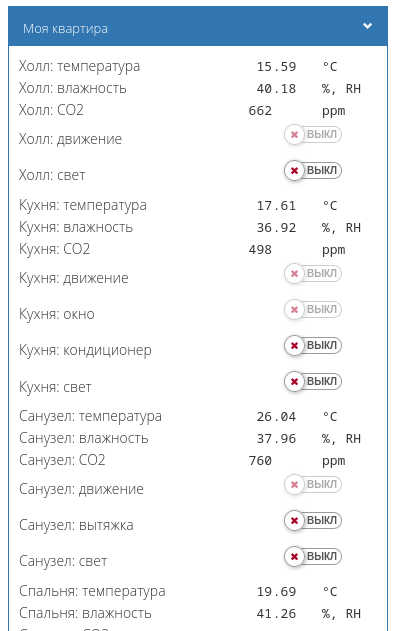 Моя квартира
Холл: температура 15.59 °C
Холл: влажность 40.18 %, RH
Холл: CO2 662 ppm
Холл: движение ВЫКЛ
Холл: свет ВЫКЛ
Кухня: температура 17.61 °C
Кухня: влажность 36.92 %, RH
Кухня: CO2 498 ppm
Кухня: движение ВЫКЛ
Кухня: окно ВЫКЛ
Кухня: кондиционер ВЫКЛ
Кухня: свет ВЫКЛ
Санузел: температура 26.04 °C
Санузел: влажность 37.96 %, RH
Санузел: CO2 760 ppm
Санузел: движение ВЫКЛ
Санузел: вытяжка ВЫКЛ
Санузел: свет ВЫКЛ
Спальня: температура 19.69 °C
Спальня: влажность 41.26 %, RH